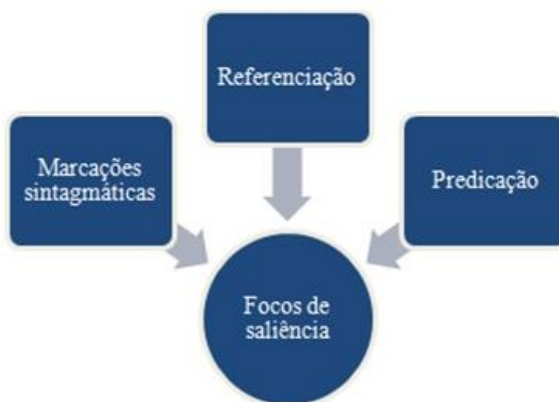 Referenciação
Marcações
sintagmáticas
Predicação
Focos de
saliência